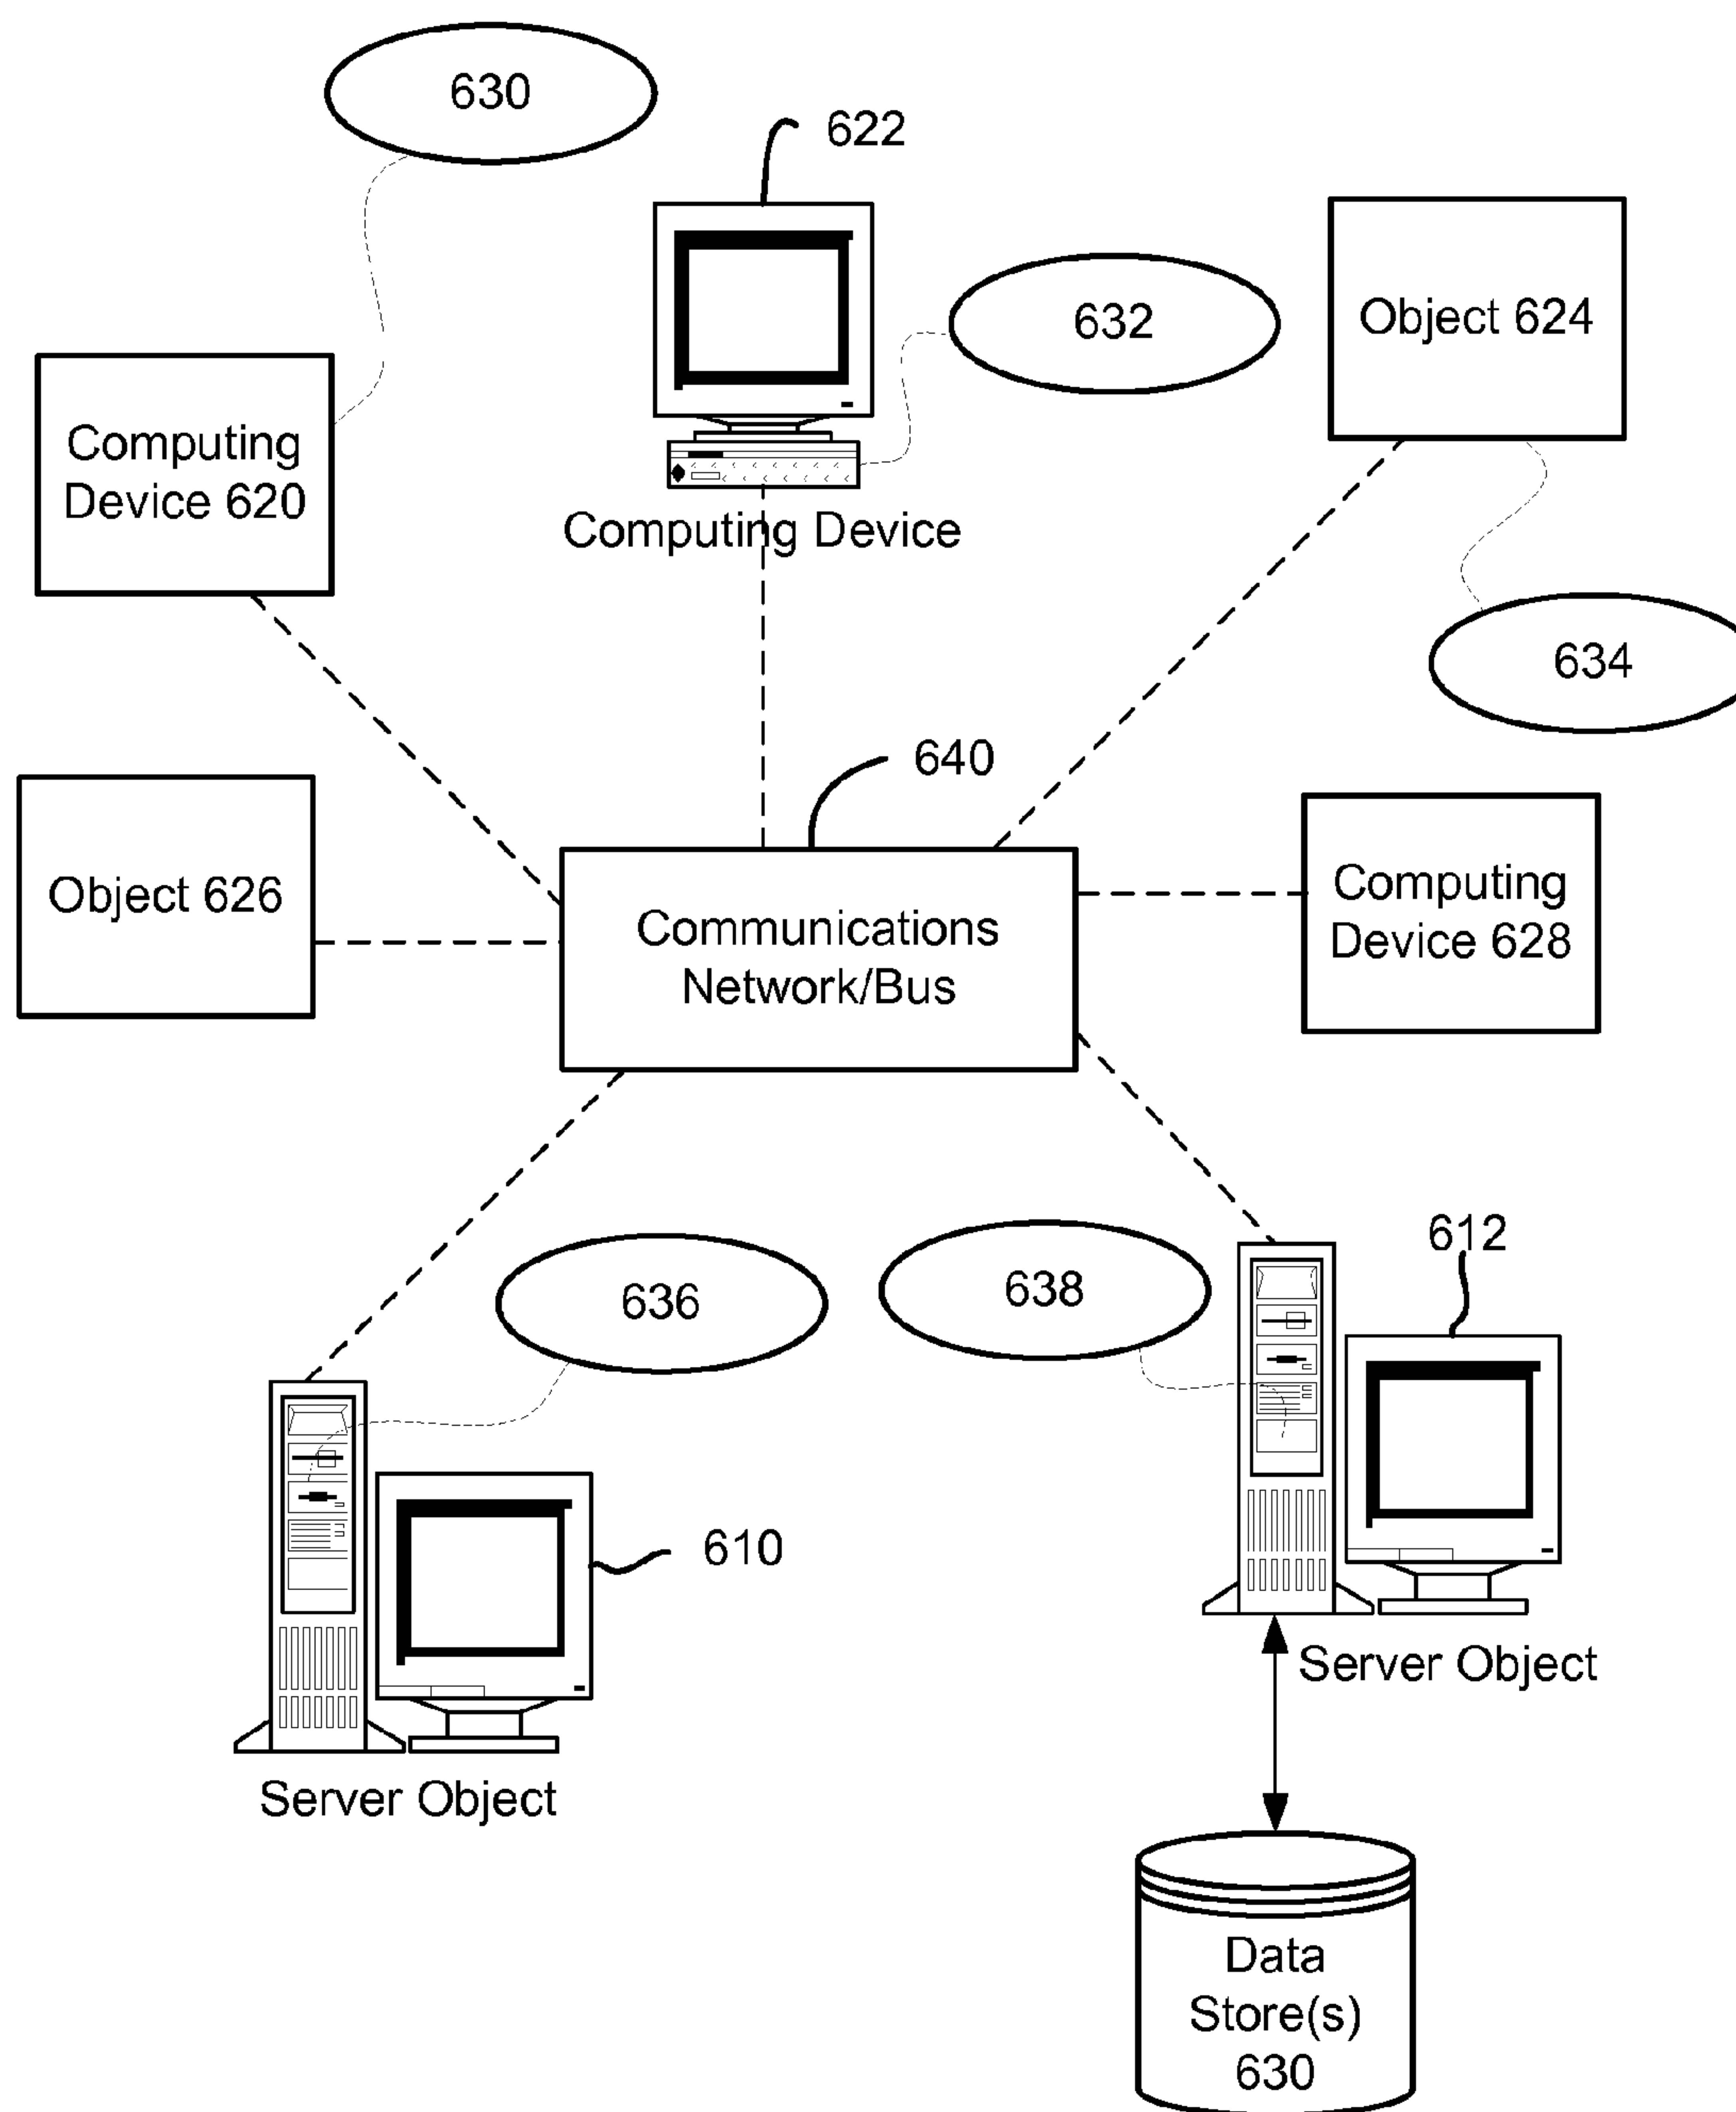 630
622
632
Object 624
Computing
Device 620
Computing Device
634
640
Object 626
Communications
Network/Bus
Computing
Device 628
636
638
612
610
Server Object
Server Object
Data
Store(s)
630